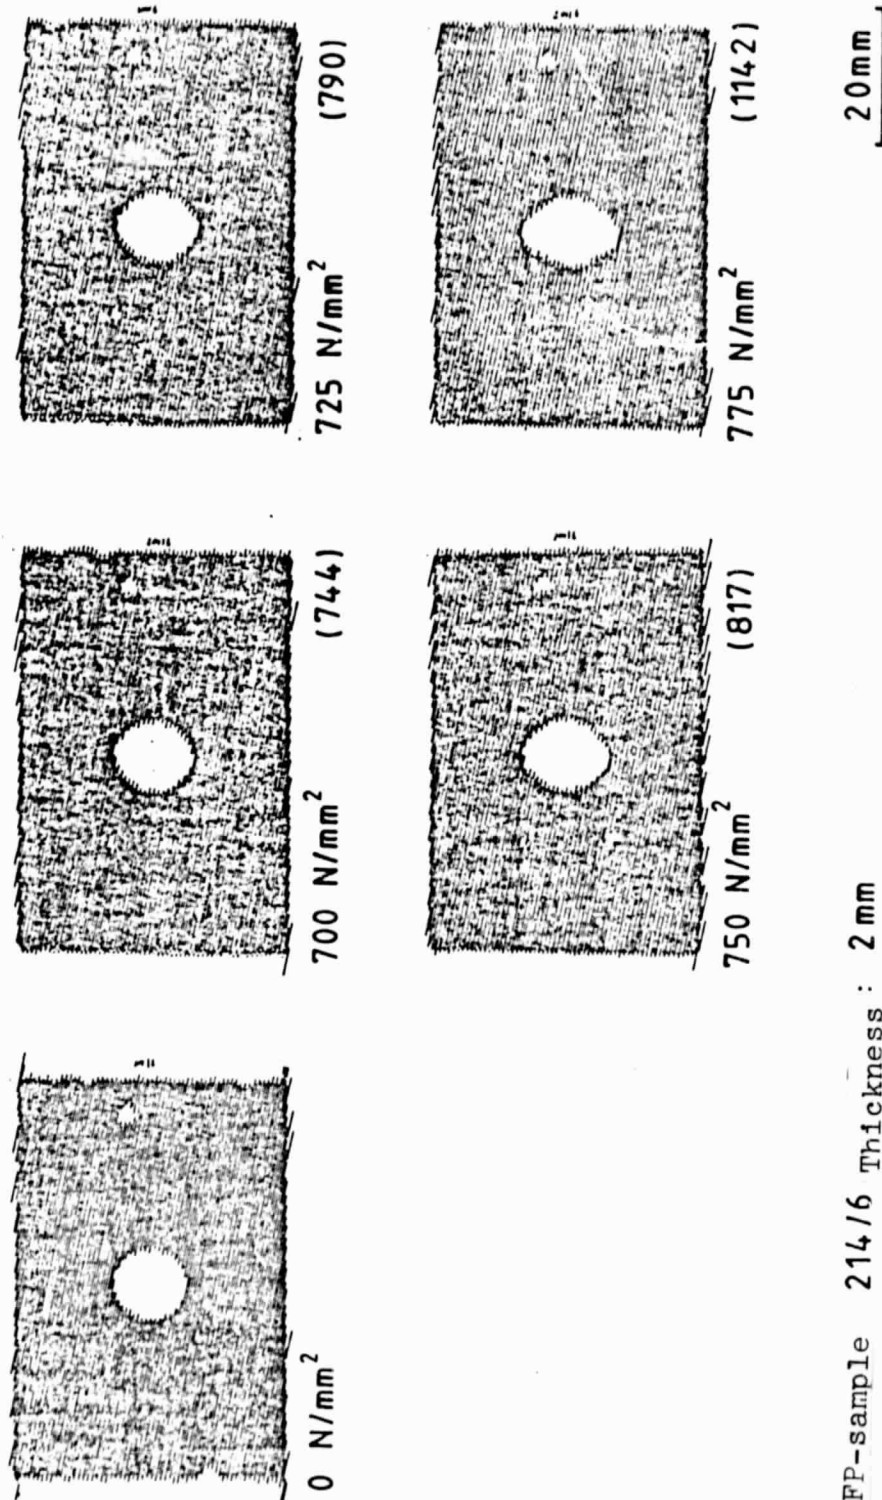 0 N/mm²
700 N/mm²
(744)
725 N/mm²
(790)
750 N/mm²
(817)
775 N/mm²
(1142)
FP-sample 214/6 Thickness : 2 mm
20mm